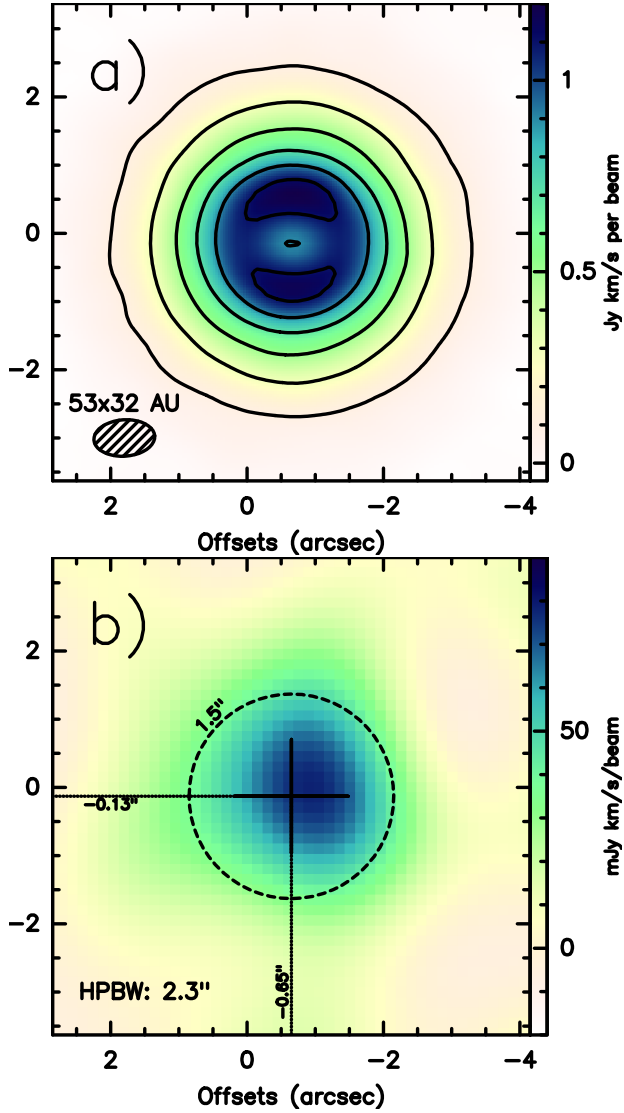 a)
2
0
−2
53x32 AU
2
0
−2
−4
Offsets (arcsec)
1
0.5
0
Jy km/s per beam
b)
2
0
−2
1.5"
−0.13"
−0.65"
HPBW: 2.3"
2
0
−2
−4
Offsets (arcsec)
50
0
mJy km/s/beam